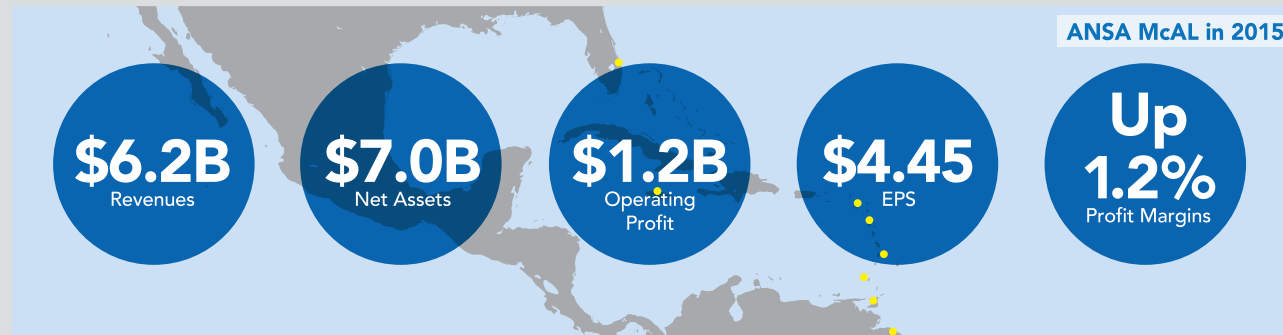 ANSA McAL in 2015
$6.2B
Revenues
$7.0B
Net Assets
$1.2B
Operating
Profit
$4.45
EPS
Up
1.2%
Profit Margins